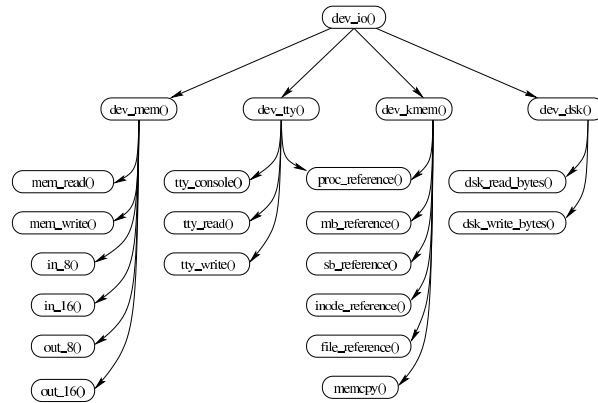 dev_io()
dev_mem()
dev_tty()
dev_kmem()
dev_dsk()
mem_read()
tty_console()
proc_reference()
dsk_read_bytes()
mem_write()
tty_read()
mb_reference()
dsk_write_bytes()
in_8()
tty_write()
sb_reference()
in_16()
inode_reference()
out_8()
file_reference()
out_16()
memcpy()